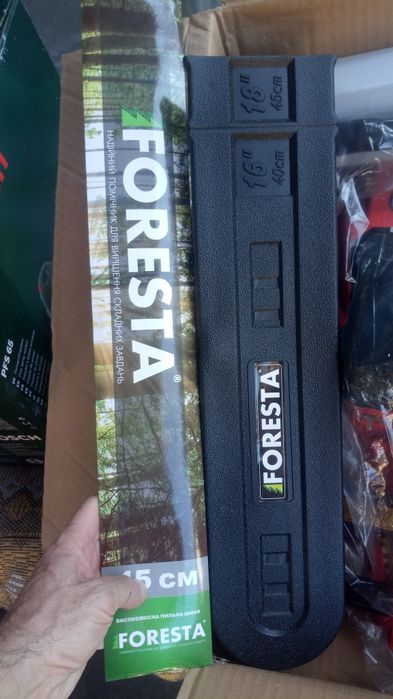 FORESTA®
НАДІЙНИЙ ПОМІЧНИК ДЛЯ ВИРІШЕННЯ СКЛАДНИХ ЗАВДАНЬ
45 СМ
ВИСОКОЯКІСНА ПИЛЬНА ШИНА
FORESTA®
18" 45cm
16" 40cm
FORESTA
PFS 65
OSCH